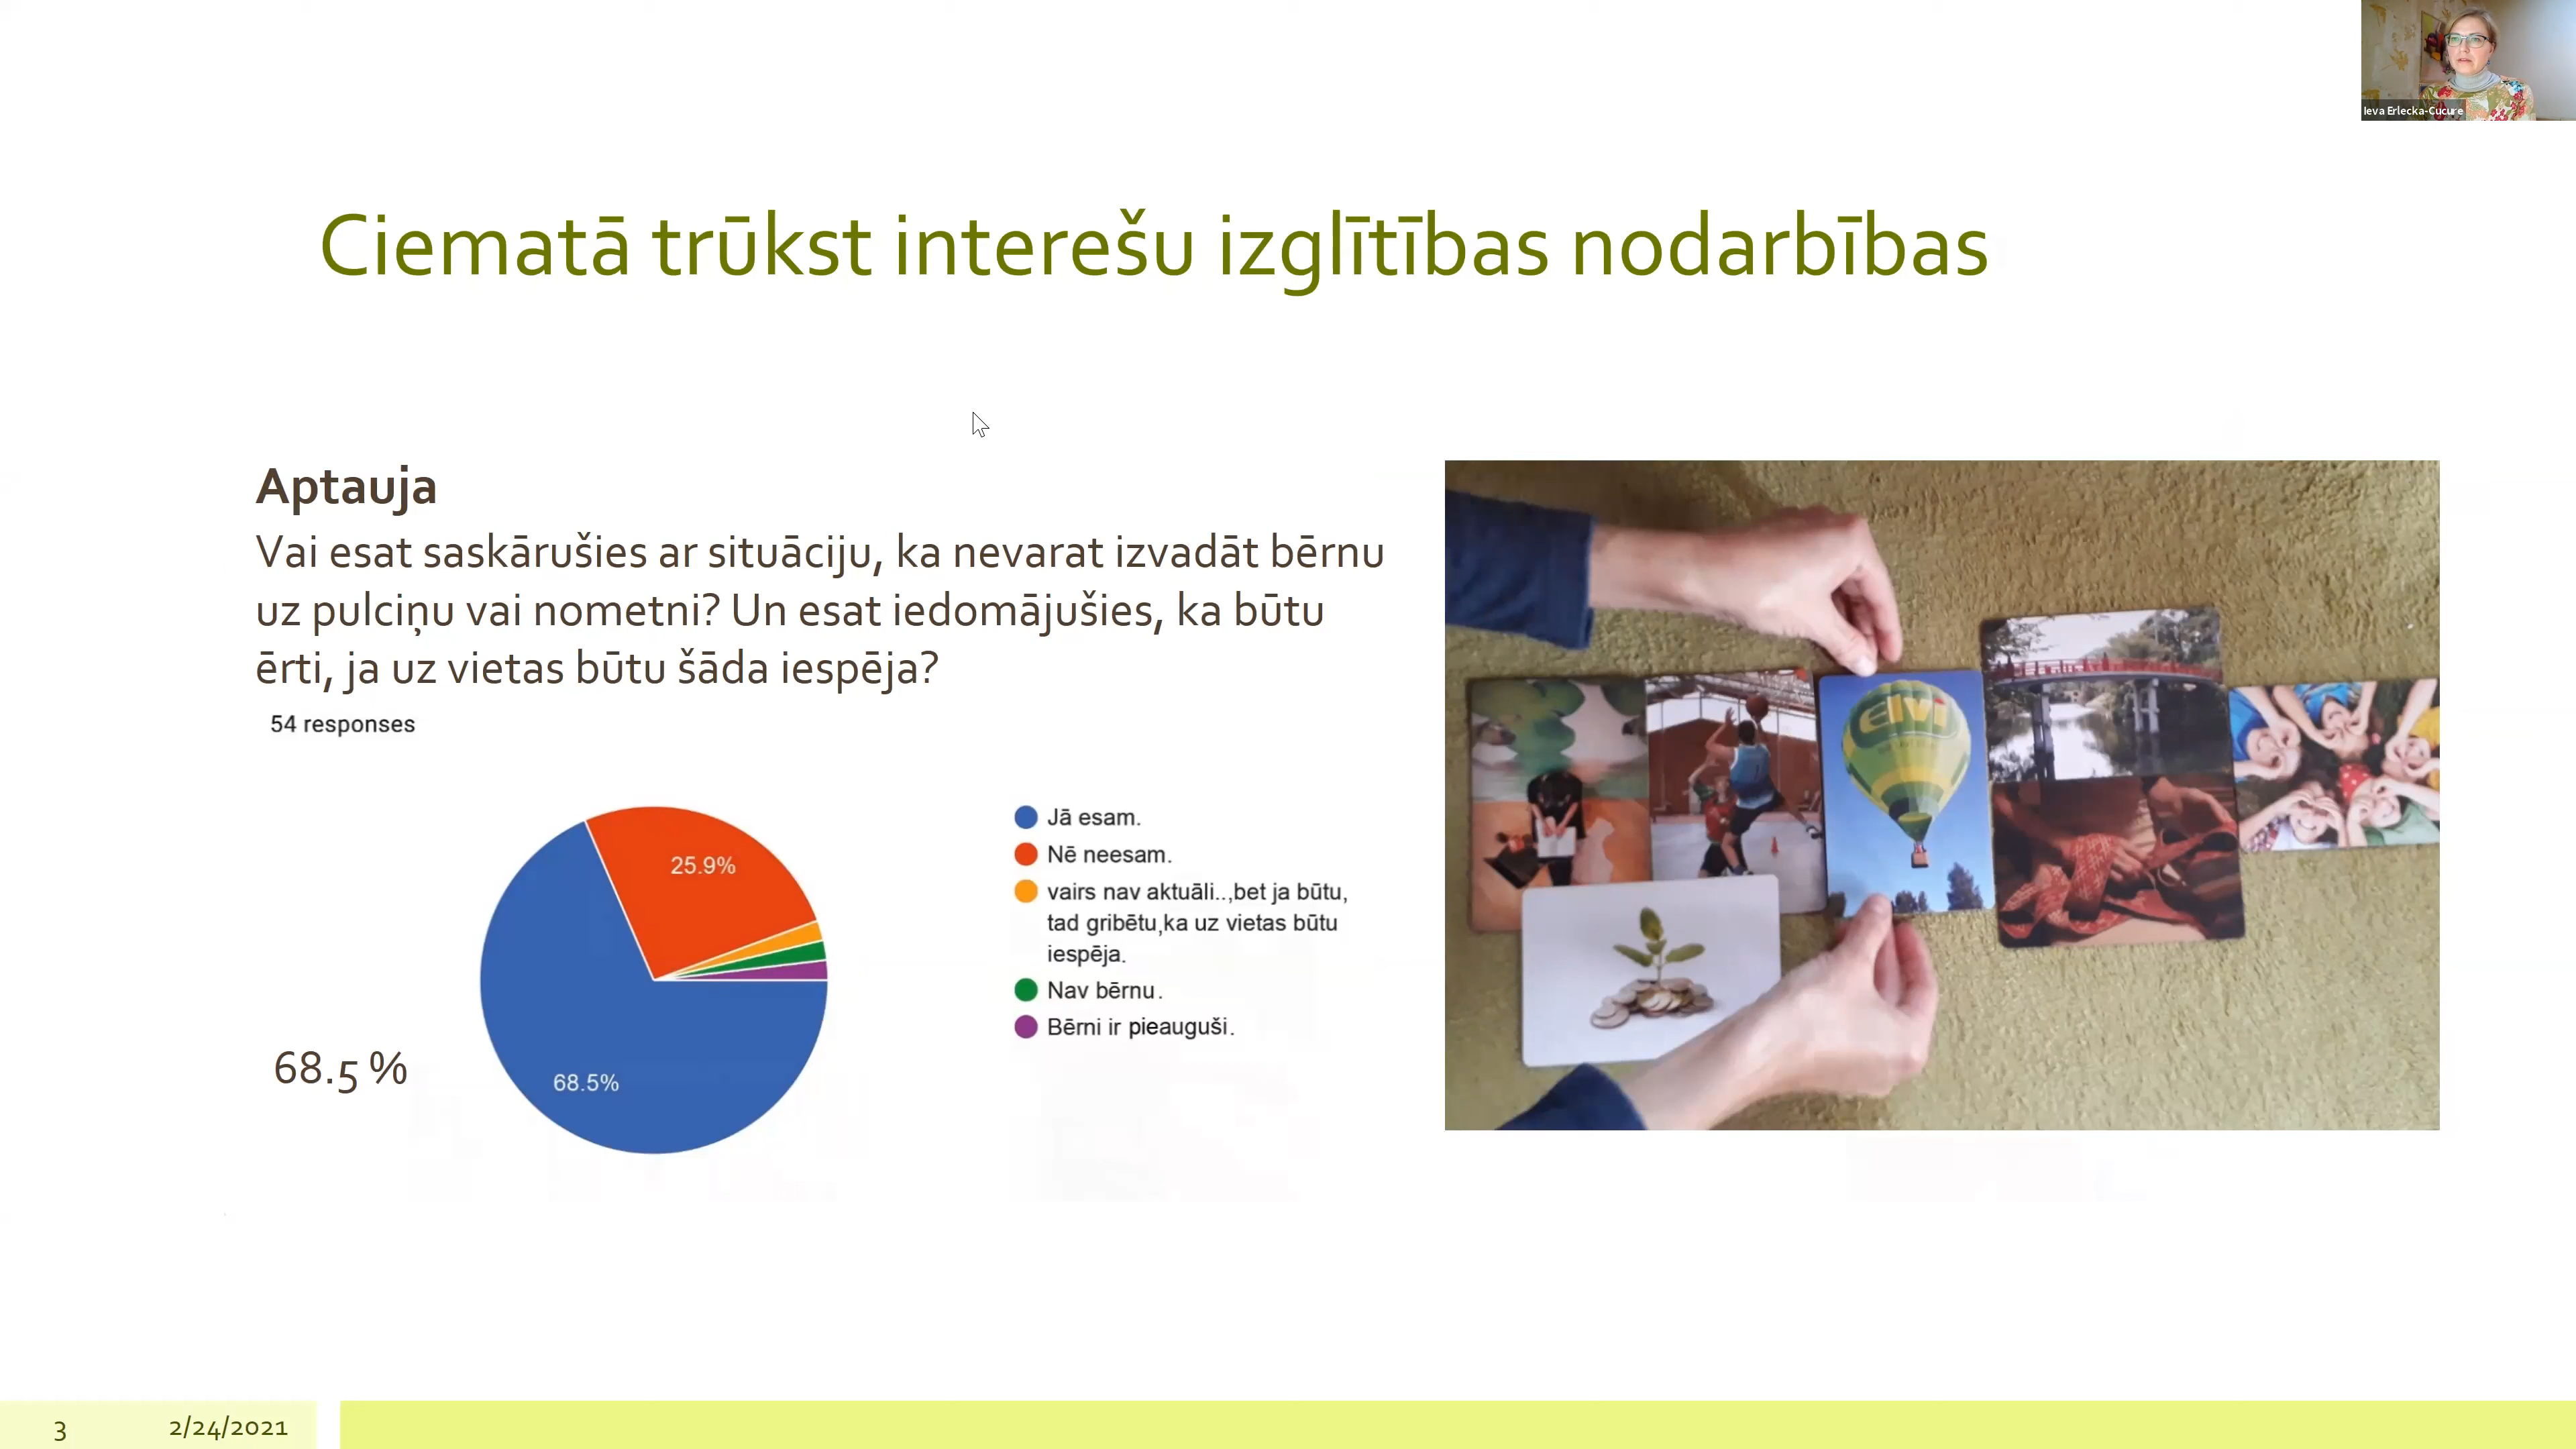 Ieva Erlecka-Cucure
Ciematā trūkst interešu izglītības nodarbības
Aptauja
Vai esat saskārušies ar situāciju, ka nevarat izvadāt bērnu
uz pulciņu vai nometni? Un esat iedomājušies, ka būtu
ērti, ja uz vietas būtu šāda iespēja?
54 responses
25.9%
68.5%
68.5 %
Jā esam.
Nē neesam.
vairs nav aktuāli..,bet ja būtu,
tad gribētu,ka uz vietas būtu
iespēja.
Nav bērnu.
Bērni ir pieauguši.
elvi
3
2/24/2021